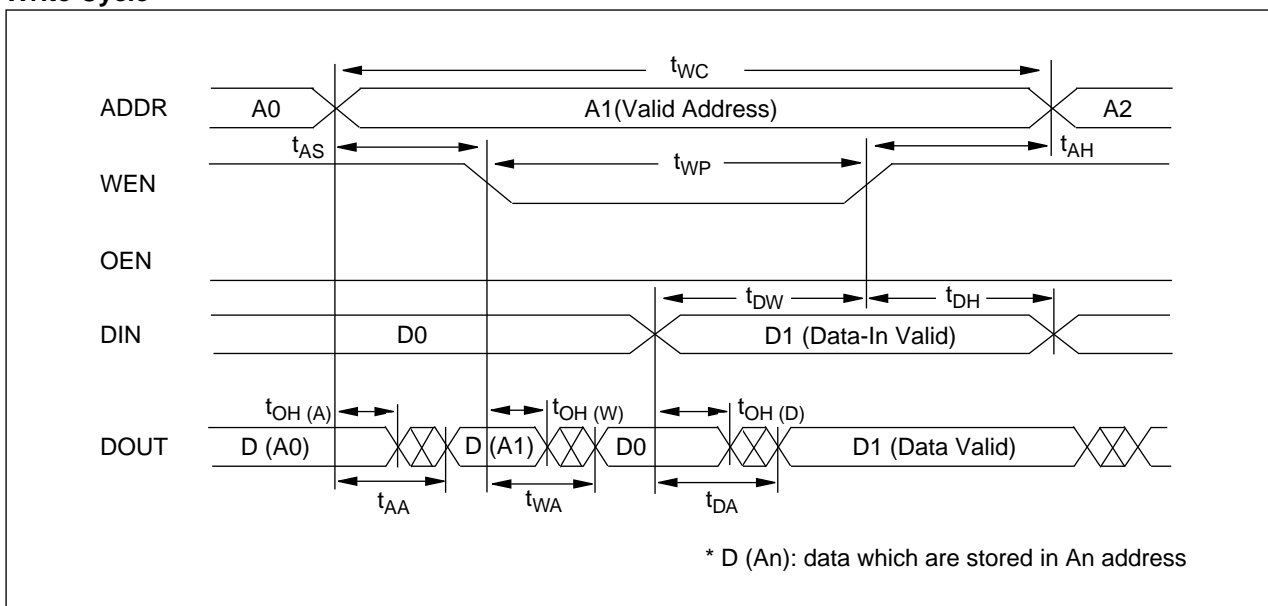 Write Cycle
tWC
ADDR A0 A1(Valid Address) A2
tAS tWP tAH
WEN
OEN
tDW tDH
DIN D0 D1 (Data-In Valid)
tOH (A) tOH (W) tOH (D)
DOUT D (A0) D (A1) D0 D1 (Data Valid)
tAA tWA tDA
* D (An): data which are stored in An address